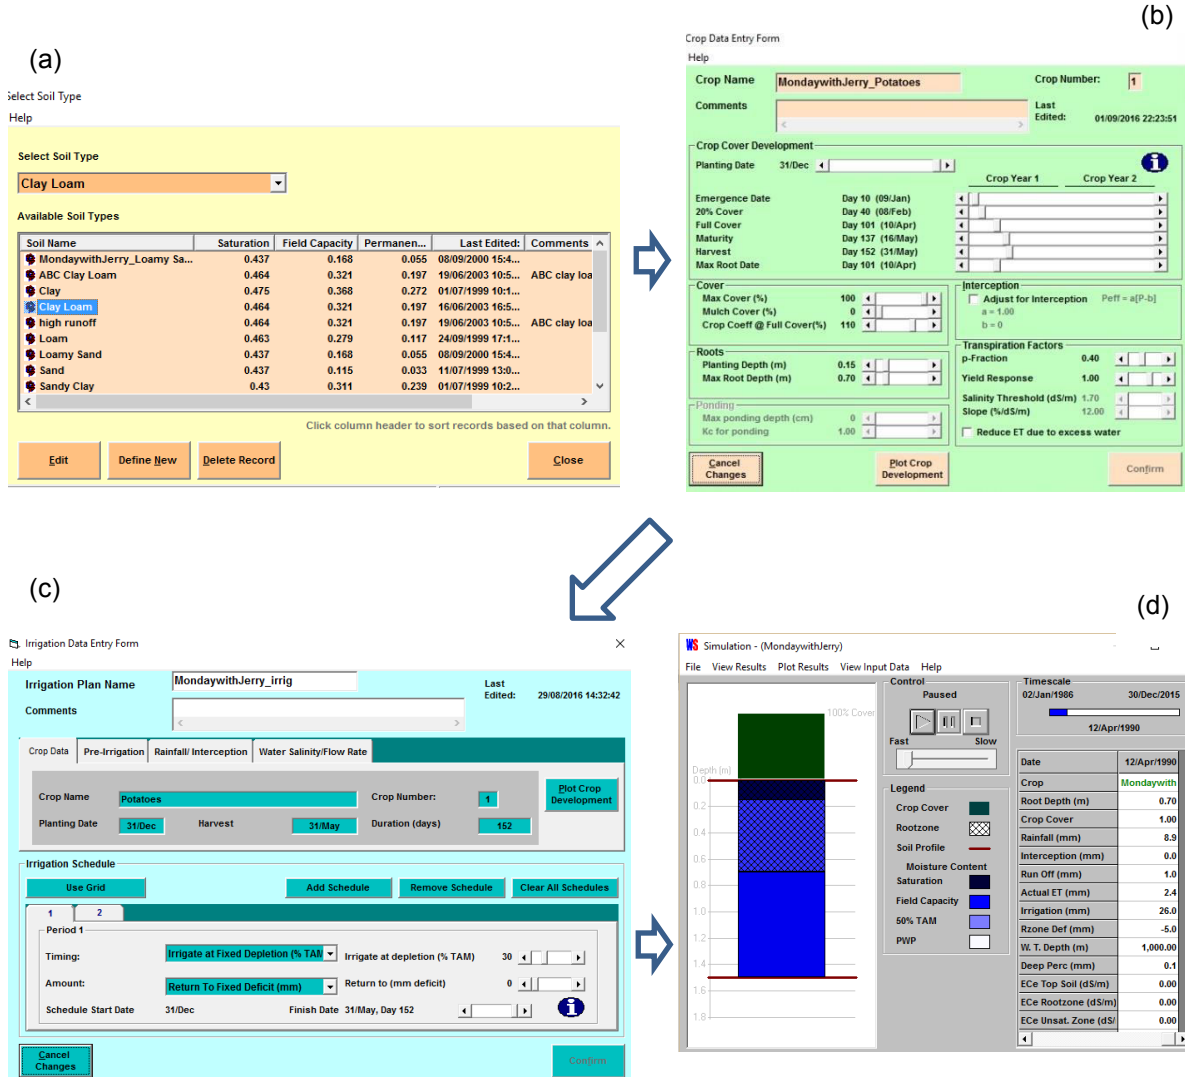 (a)
Select Soil Type
Help
Select Soil Type
Clay Loam
Available Soil Types
Soil Name Saturation Field Capacity Permanen... Last Edited: Comments
MondaywithJerry_Loamy Sa... 0.437 0.168 0.055 08/09/2000 15:4...
ABC Clay Loam 0.464 0.321 0.197 19/06/2003 10:5... ABC clay loa
Clay 0.475 0.368 0.272 01/07/1999 10:1...
Clay Loam 0.464 0.321 0.197 16/06/2003 16:5...
high runoff 0.464 0.321 0.197 19/06/2003 10:5... ABC clay loa
Loam 0.463 0.279 0.117 24/09/1999 17:1...
Loamy Sand 0.437 0.168 0.055 08/09/2000 15:4...
Sand 0.437 0.115 0.033 11/07/1999 13:0...
Sandy Clay 0.43 0.311 0.239 01/07/1999 10:2...
Click column header to sort records based on that column.
Edit Define New Delete Record Close
(b)
Crop Data Entry Form
Help
Crop Name MondaywithJerry_Potatoes Crop Number: 1
Comments Last
Edited: 01/09/2016 22:23:51
Crop Cover Development
Planting Date 31/Dec
Crop Year 1 Crop Year 2
Emergence Date Day 10 (09/Jan)
20% Cover Day 40 (08/Feb)
Full Cover Day 101 (10/Apr)
Maturity Day 137 (16/May)
Harvest Day 152 (31/May)
Max Root Date Day 101 (10/Apr)
Cover
Max Cover (%) 100
Mulch Cover (%) 0
Crop Coeff @ Full Cover(%) 110
Interception
Adjust for Interception Peff = a[P-b]
a = 1.00
b = 0
Roots
Planting Depth (m) 0.15
Max Root Depth (m) 0.70
Transpiration Factors
p-Fraction 0.40
Yield Response 1.00
Salinity Threshold (dS/m) 1.70
Slope (%/dS/m) 12.00
Reduce ET due to excess water
Ponding
Max ponding depth (cm) 0
Kc for ponding 1.00
Cancel
Changes
Plot Crop
Development
Confirm
(c)
Irrigation Data Entry Form
Help
Irrigation Plan Name MondaywithJerry_irrig Last
Edited: 29/08/2016 14:32:42
Comments
Crop Data Pre-Irrigation Rainfall/ Interception Water Salinity/Flow Rate
Crop Name Potatoes Crop Number: 1
Plot Crop
Development
Planting Date 31/Dec Harvest 31/May Duration (days) 152
Irrigation Schedule
Use Grid Add Schedule Remove Schedule Clear All Schedules
1 2
Period 1
Timing: Irrigate at Fixed Depletion (% TAM Irrigate at depletion (% TAM) 30
Amount: Return To Fixed Deficit (mm) Return to (mm deficit) 0
Schedule Start Date 31/Dec Finish Date 31/May, Day 152
Cancel
Changes
Confirm
(d)
WS Simulation - (MondaywithJerry)
File View Results Plot Results View Input Data Help
100% Cover
Depth (m)
0.0
0.2
0.4
0.6
0.8
1.0
1.2
1.4
1.6
1.8
Control
Paused
Fast Slow
Legend
Crop Cover
Rootzone
Soil Profile
Moisture Content
Saturation
Field Capacity
50% TAM
PWP
Timescale
02/Jan/1986 30/Dec/2015
12/Apr/1990
Date 12/Apr/1990
Crop Mondaywith
Root Depth (m) 0.70
Crop Cover 1.00
Rainfall (mm) 8.9
Interception (mm) 0.0
Run Off (mm) 1.0
Actual ET (mm) 2.4
Irrigation (mm) 26.0
Rzone Def (mm) -5.0
W. T. Depth (m) 1,000.00
Deep Perc (mm) 0.1
ECe Top Soil (dS/m) 0.00
ECe Rootzone (dS/m) 0.00
ECe Unsat. Zone (dS/ 0.00